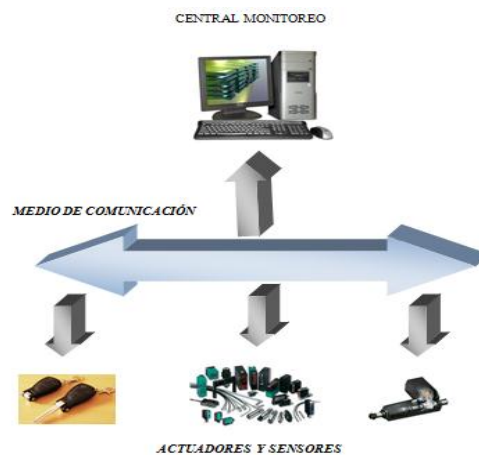 CENTRAL MONITOREO
MEDIO DE COMUNICACIÓN
ACTUADORES Y SENSORES